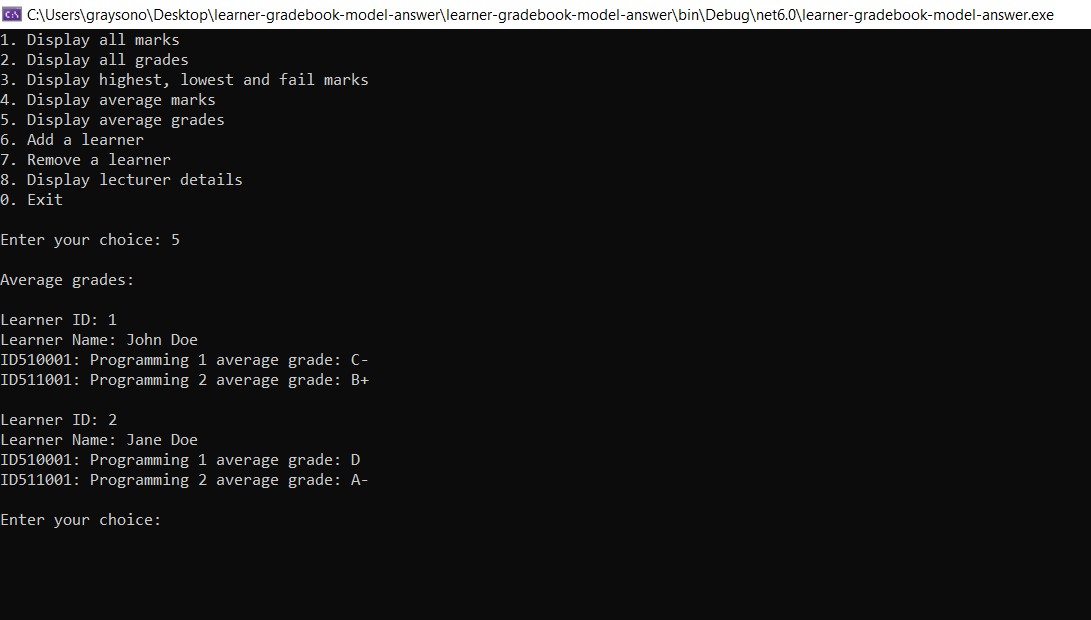 C:\Users\graysono\Desktop\learner-gradebook-model-answer\learner-gradebook-model-answer\bin\Debug\net6.0\learner-gradebook-model-answer.exe
1. Display all marks
2. Display all grades
3. Display highest, lowest and fail marks
4. Display average marks
5. Display average grades
6. Add a learner
7. Remove a learner
8. Display lecturer details
0. Exit
Enter your choice: 5
Average grades:
Learner ID: 1
Learner Name: John Doe
ID510001: Programming 1 average grade: C-
ID511001: Programming 2 average grade: B+
Learner ID: 2
Learner Name: Jane Doe
ID510001: Programming 1 average grade: D
ID511001: Programming 2 average grade: A-
Enter your choice: